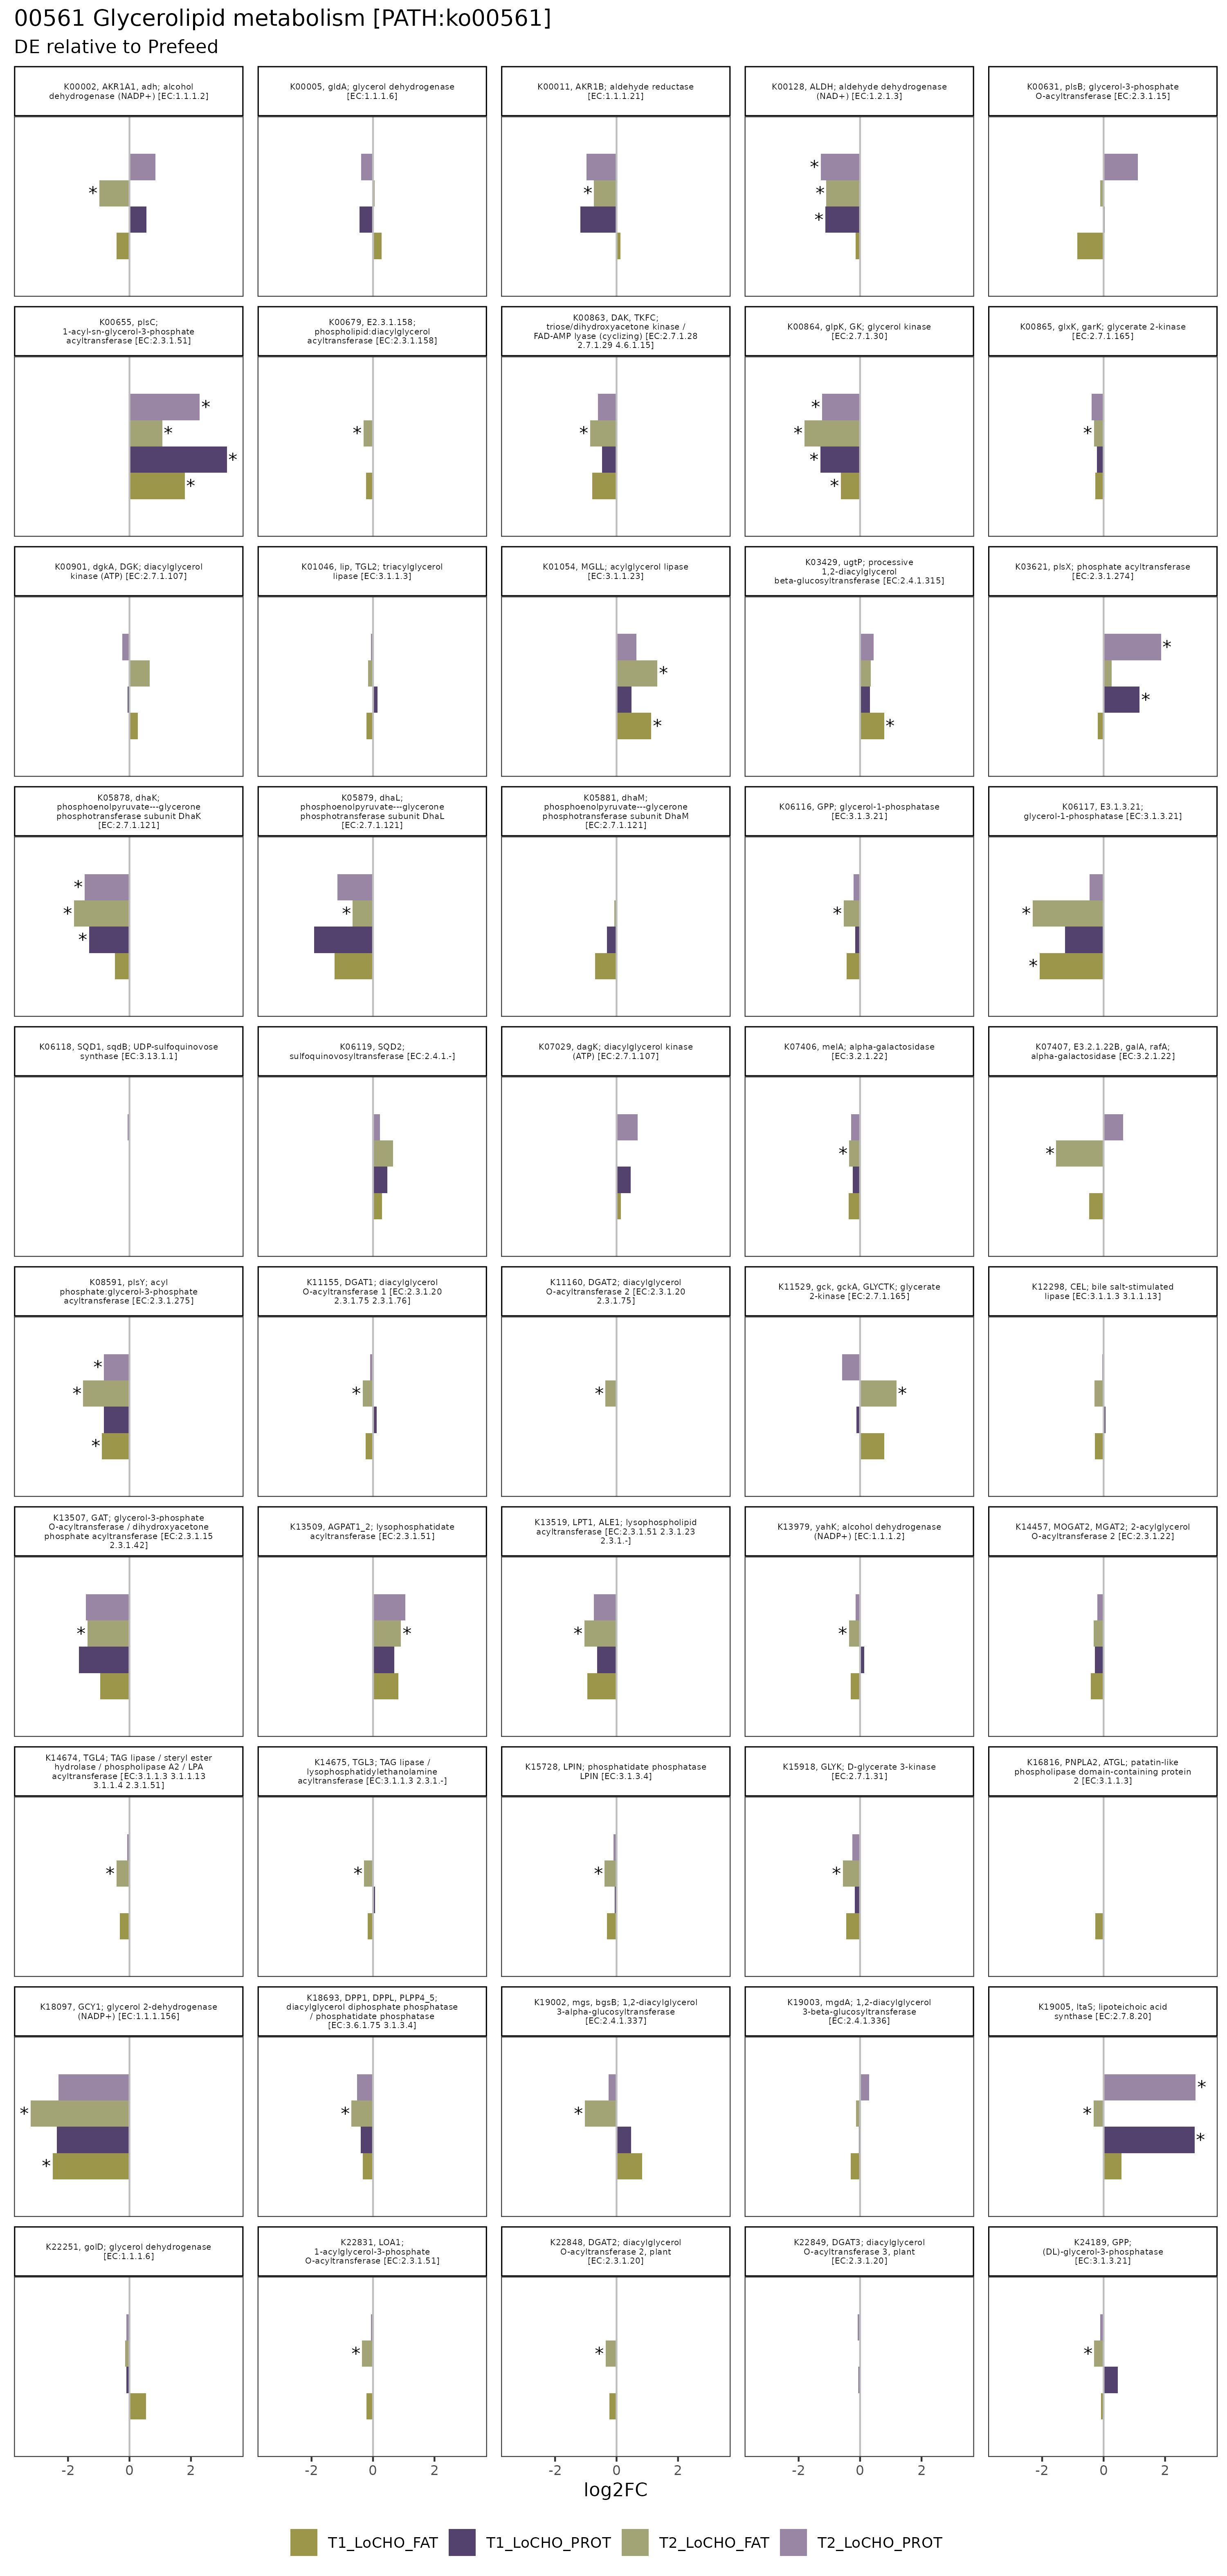 00561 Glycerolipid metabolism [PATH:ko00561]
DE relative to Prefeed
K00002, AKR1A1, adh; alcohol
dehydrogenase (NADP+) [EC:1.1.1.2]
K00005, gldA; glycerol dehydrogenase
[EC:1.1.1.6]
K00011, AKR1B; aldehyde reductase
[EC:1.1.1.21]
K00128, ALDH; aldehyde dehydrogenase
(NAD+) [EC:1.2.1.3]
K00631, plsB; glycerol-3-phosphate
O-acyltransferase [EC:2.3.1.15]
*
*
*
*
*
K00655, plsC;
1-acyl-sn-glycerol-3-phosphate
acyltransferase [EC:2.3.1.51]
K00679, E2.3.1.158;
phospholipid:diacylglycerol
acyltransferase [EC:2.3.1.158]
K00863, DAK, TKFC;
triose/dihydroxyacetone kinase /
FAD-AMP lyase (cyclizing) [EC:2.7.1.28
2.7.1.29 4.6.1.15]
K00864, glpK, GK; glycerol kinase
[EC:2.7.1.30]
K00865, glxK, garK; glycerate 2-kinase
[EC:2.7.1.165]
*
*
*
*
*
*
*
*
*
*
*
K00901, dgkA, DGK; diacylglycerol
kinase (ATP) [EC:2.7.1.107]
K01046, lip, TGL2; triacylglycerol
lipase [EC:3.1.1.3]
K01054, MGLL; acylglycerol lipase
[EC:3.1.1.23]
K03429, ugtP; processive
1,2-diacylglycerol
beta-glucosyltransferase [EC:2.4.1.315]
K03621, plsX; phosphate acyltransferase
[EC:2.3.1.274]
*
*
*
*
*
K05878, dhaK;
phosphoenolpyruvate---glycerone
phosphotransferase subunit DhaK
[EC:2.7.1.121]
K05879, dhaL;
phosphoenolpyruvate---glycerone
phosphotransferase subunit DhaL
[EC:2.7.1.121]
K05881, dhaM;
phosphoenolpyruvate---glycerone
phosphotransferase subunit DhaM
[EC:2.7.1.121]
K06116, GPP; glycerol-1-phosphatase
[EC:3.1.3.21]
K06117, E3.1.3.21;
glycerol-1-phosphatase [EC:3.1.3.21]
*
*
*
*
*
*
*
K06118, SQD1, sqdB; UDP-sulfoquinovose
synthase [EC:3.13.1.1]
K06119, SQD2;
sulfoquinovosyltransferase [EC:2.4.1.-]
K07029, dagK; diacylglycerol kinase
(ATP) [EC:2.7.1.107]
K07406, melA; alpha-galactosidase
[EC:3.2.1.22]
K07407, E3.2.1.22B, galA, rafA;
alpha-galactosidase [EC:3.2.1.22]
*
*
K08591, plsY; acyl
phosphate:glycerol-3-phosphate
acyltransferase [EC:2.3.1.275]
K11155, DGAT1; diacylglycerol
O-acyltransferase 1 [EC:2.3.1.20
2.3.1.75 2.3.1.76]
K11160, DGAT2; diacylglycerol
O-acyltransferase 2 [EC:2.3.1.20
2.3.1.75]
K11529, gck, gckA, GLYCTK; glycerate
2-kinase [EC:2.7.1.165]
K12298, CEL; bile salt-stimulated
lipase [EC:3.1.1.3 3.1.1.13]
*
*
*
*
*
*
K13507, GAT; glycerol-3-phosphate
O-acyltransferase / dihydroxyacetone
phosphate acyltransferase [EC:2.3.1.15
2.3.1.42]
K13509, AGPAT1_2; lysophosphatidate
acyltransferase [EC:2.3.1.51]
K13519, LPT1, ALE1; lysophospholipid
acyltransferase [EC:2.3.1.51 2.3.1.23
2.3.1.-]
K13979, yahK; alcohol dehydrogenase
(NADP+) [EC:1.1.1.2]
K14457, MOGAT2, MGAT2; 2-acylglycerol
O-acyltransferase 2 [EC:2.3.1.22]
*
*
*
*
K14674, TGL4; TAG lipase / steryl ester
hydrolase / phospholipase A2 / LPA
acyltransferase [EC:3.1.1.3 3.1.1.13
3.1.1.4 2.3.1.51]
K14675, TGL3; TAG lipase /
lysophosphatidylethanolamine
acyltransferase [EC:3.1.1.3 2.3.1.-]
K15728, LPIN; phosphatidate phosphatase
LPIN [EC:3.1.3.4]
K15918, GLYK; D-glycerate 3-kinase
[EC:2.7.1.31]
K16816, PNPLA2, ATGL; patatin-like
phospholipase domain-containing protein
2 [EC:3.1.1.3]
*
*
*
*
K18097, GCY1; glycerol 2-dehydrogenase
(NADP+) [EC:1.1.1.156]
K18693, DPP1, DPPL, PLPP4_5;
diacylglycerol diphosphate phosphatase
/ phosphatidate phosphatase
[EC:3.6.1.75 3.1.3.4]
K19002, mgs, bgsB; 1,2-diacylglycerol
3-alpha-glucosyltransferase
[EC:2.4.1.337]
K19003, mgdA; 1,2-diacylglycerol
3-beta-glucosyltransferase
[EC:2.4.1.336]
K19005, ltaS; lipoteichoic acid
synthase [EC:2.7.8.20]
*
*
*
*
*
*
*
K22251, golD; glycerol dehydrogenase
[EC:1.1.1.6]
K22831, LOA1;
1-acylglycerol-3-phosphate
O-acyltransferase [EC:2.3.1.51]
K22848, DGAT2; diacylglycerol
O-acyltransferase 2, plant
[EC:2.3.1.20]
K22849, DGAT3; diacylglycerol
O-acyltransferase 3, plant
[EC:2.3.1.20]
K24189, GPP;
(DL)-glycerol-3-phosphatase
[EC:3.1.3.21]
*
*
*
-2 0 2 -2 0 2 -2 0 2 -2 0 2 -2 0 2
log2FC
T1_LoCHO_FAT T1_LoCHO_PROT T2_LoCHO_FAT T2_LoCHO_PROT